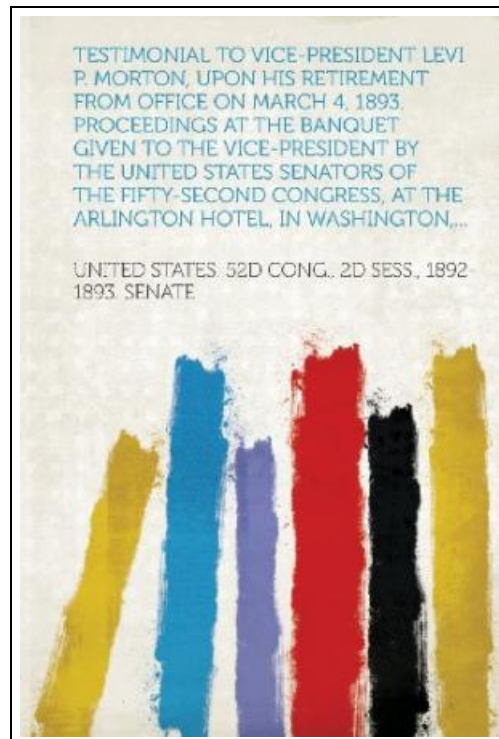 TESTIMONIAL TO VICE-PRESIDENT LEVI
P. MORTON, UPON HIS RETIREMENT
FROM OFFICE ON MARCH 4, 1893.
PROCEEDINGS AT THE BANQUET
GIVEN TO THE VICE-PRESIDENT BY
THE UNITED STATES SENATORS OF
THE FIFTY-SECOND CONGRESS, AT THE
ARLINGTON HOTEL, IN WASHINGTON,...
UNITED STATES. 52D CONG., 2D SESS., 1892-
1893. SENATE